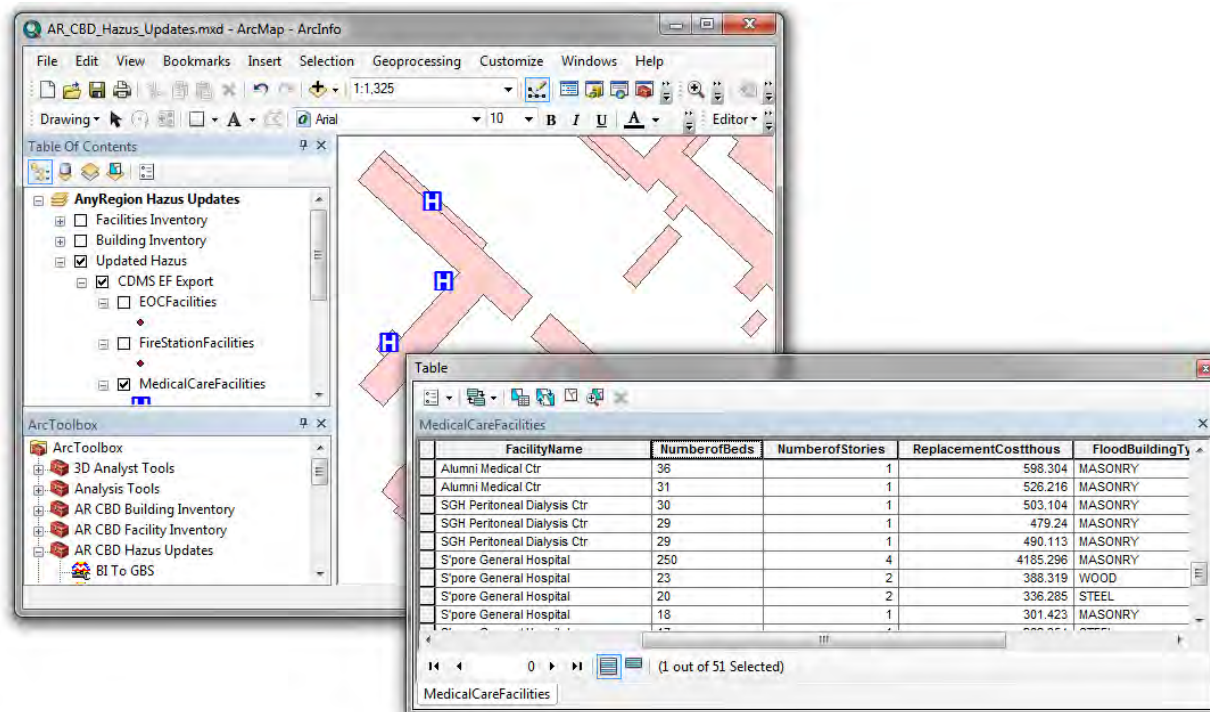 AR_CBD_Hazus_Updates.mxd - ArcMap - ArcInfo
File Edit View Bookmarks Insert Selection Geoprocessing Customize Windows Help
1:1,325
Drawing A Arial 10 B I U A Editor
Table Of Contents
AnyRegion Hazus Updates
Facilities Inventory
Building Inventory
Updated Hazus
CDMS EF Export
EOCFacilities
FireStationFacilities
MedicalCareFacilities
H
H
H
ArcToolbox
ArcToolbox
3D Analyst Tools
Analysis Tools
AR CBD Building Inventory
AR CBD Facility Inventory
AR CBD Hazus Updates
BI To GBS
Table
MedicalCareFacilities
FacilityName NumberofBeds NumberofStories ReplacementCostthous FloodBuildingTy
Alumni Medical Ctr 36 1 598.304 MASONRY
Alumni Medical Ctr 31 1 526.216 MASONRY
SGH Peritoneal Dialysis Ctr 30 1 503.104 MASONRY
SGH Peritoneal Dialysis Ctr 29 1 479.24 MASONRY
SGH Peritoneal Dialysis Ctr 29 1 490.113 MASONRY
S'pore General Hospital 250 4 4185.296 MASONRY
S'pore General Hospital 23 2 388.319 WOOD
S'pore General Hospital 20 2 336.285 STEEL
S'pore General Hospital 18 1 301.423 MASONRY
0 (1 out of 51 Selected)
MedicalCareFacilities